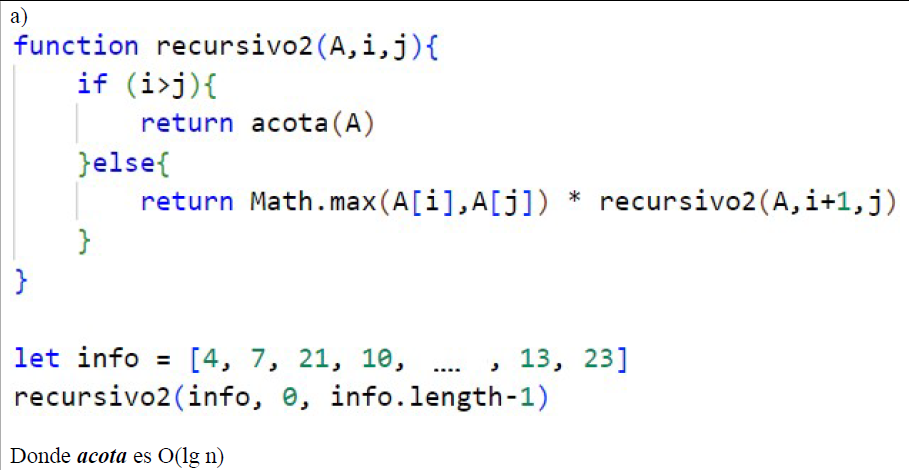 a)
function recursivo2(A,i,j){
if (i>j){
return acota(A)
}else{
return Math.max(A[i],A[j]) * recursivo2(A,i+1,j)
}
}
let info = [4, 7, 21, 10, .... , 13, 23]
recursivo2(info, 0, info.length-1)
Donde acota es O(lg n)